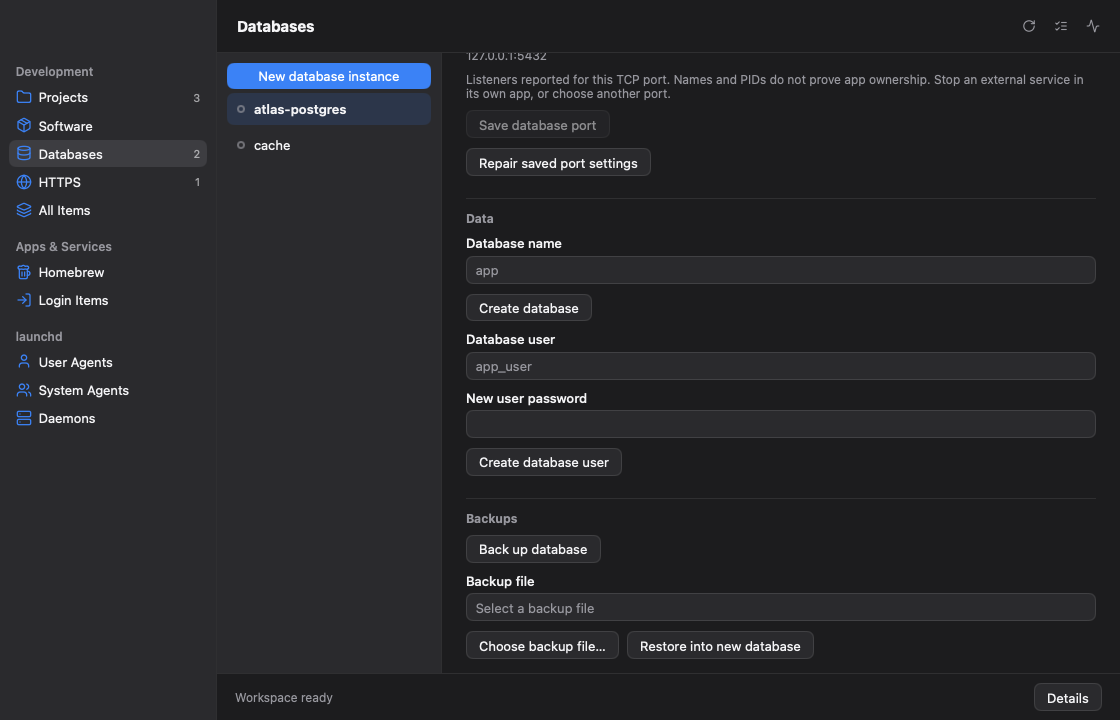 Databases
Development
Projects 3
Software
Databases 2
HTTPS 1
All Items
Apps & Services
Homebrew
Login Items
launchd
User Agents
System Agents
Daemons
New database instance
atlas-postgres
cache
127.0.0.1:5432
Listeners reported for this TCP port. Names and PIDs do not prove app ownership. Stop an external service in
its own app, or choose another port.
Save database port
Repair saved port settings
Data
Database name
app
Create database
Database user
app_user
New user password
Create database user
Backups
Back up database
Backup file
Select a backup file
Choose backup file...
Restore into new database
Workspace ready
Details